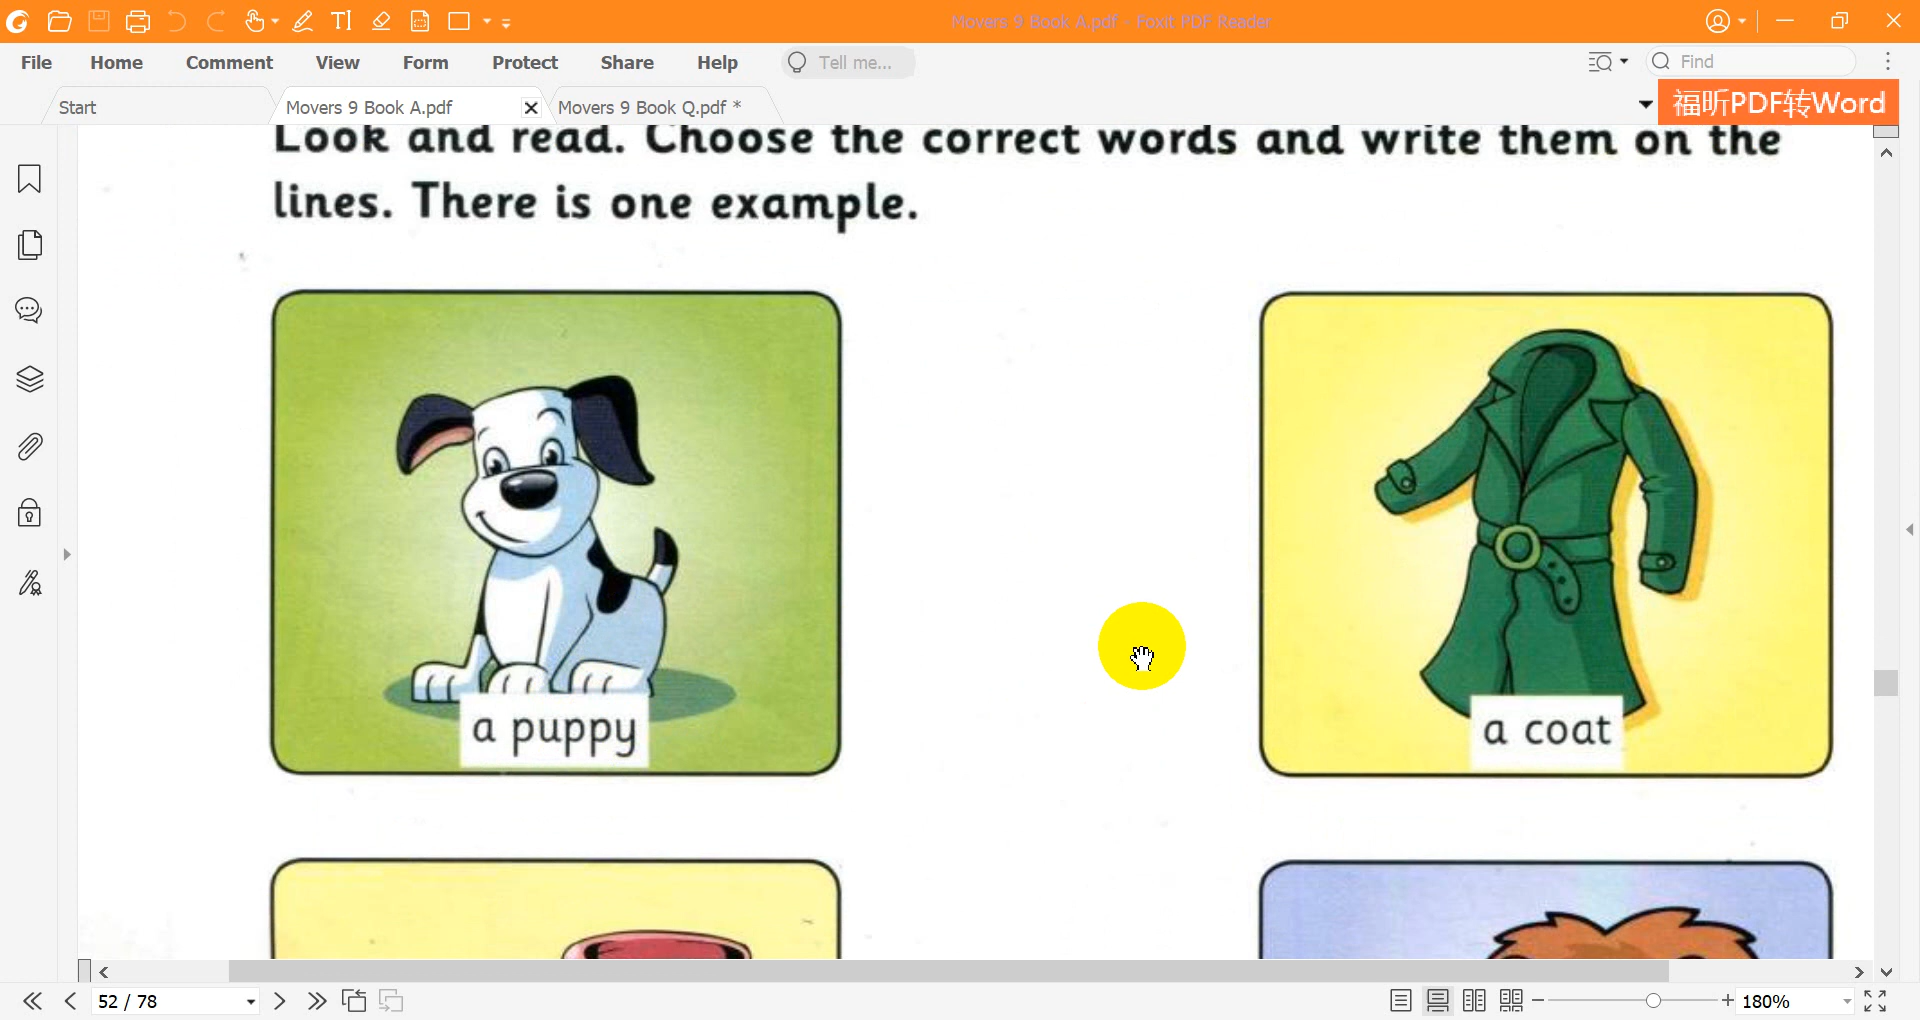 Movers 9 Book A.pdf - Foxit PDF Reader
File Home Comment View Form Protect Share Help Tell me... Find
Start Movers 9 Book A.pdf Movers 9 Book Q.pdf * 福昕PDF转Word
Look and read. Choose the correct words and write them on the
lines. There is one example.
a puppy
a coat
52 / 78 180%